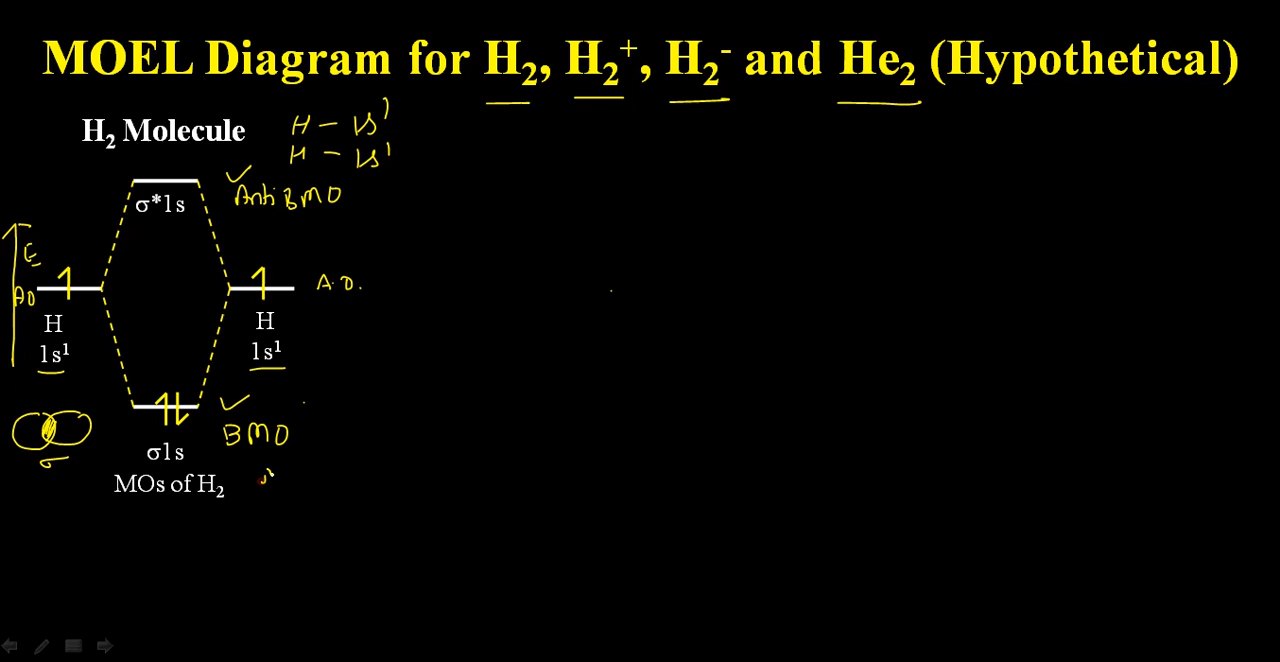 MOEL Diagram for H₂, H₂⁺, H₂⁻ and He₂ (Hypothetical)
H₂ Molecule
H - 1s¹
H - 1s¹
σ*1s
Anti BMO
E
AO
A.O.
H
H
1s¹
1s¹
BMO
σ
σ1s
MOs of H₂